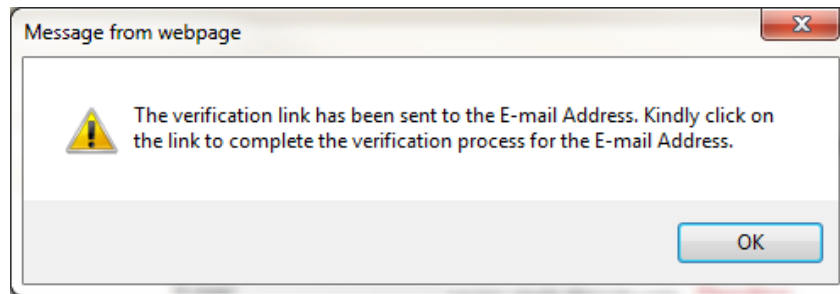 Message from webpage
The verification link has been sent to the E-mail Address. Kindly click on
the link to complete the verification process for the E-mail Address.
OK